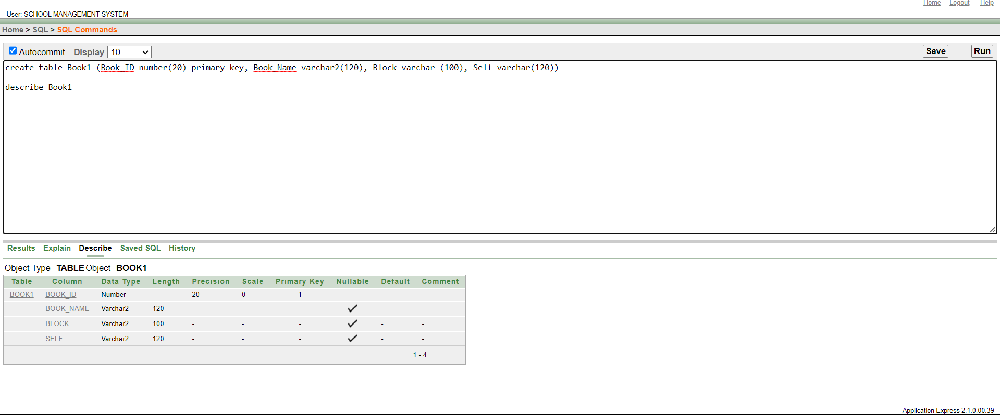 Home Logout Help
User: SCHOOL MANAGEMENT SYSTEM
Home > SQL > SQL Commands
Autocommit Display 10 Save Run
create table Book1 (Book_ID number(20) primary key, Book_Name varchar2(120), Block varchar (100), Self varchar(120))
describe Book1
Results Explain Describe Saved SQL History
Object Type TABLE Object BOOK1
Table Column Data Type Length Precision Scale Primary Key Nullable Default Comment
BOOK1 BOOK_ID Number - 20 0 1 - - -
BOOK_NAME Varchar2 120 - - - ✓ - -
BLOCK Varchar2 100 - - - ✓ - -
SELF Varchar2 120 - - - ✓ - -
1 - 4
Application Express 2.1.0.00.39